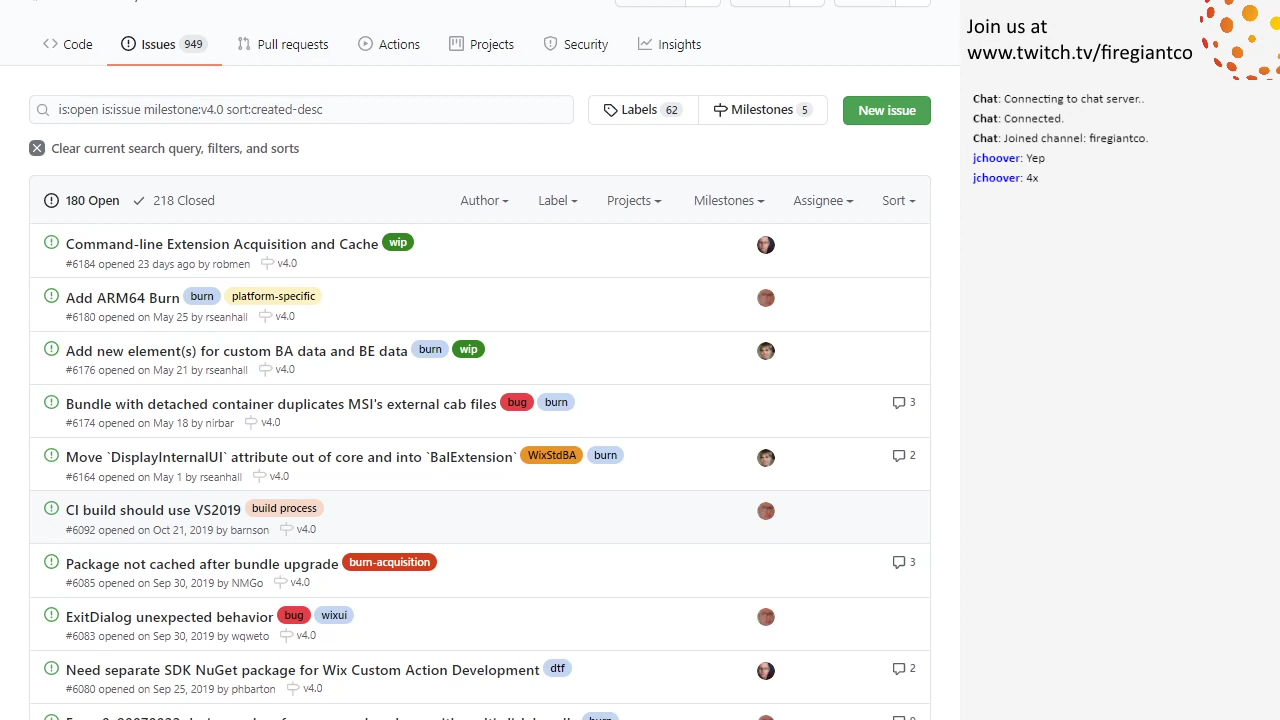 Code
Issues 949
Pull requests
Actions
Projects
Security
Insights
is:open is:issue milestone:v4.0 sort:created-desc
Labels 62
Milestones 5
New issue
Clear current search query, filters, and sorts
180 Open
218 Closed
Author
Label
Projects
Milestones
Assignee
Sort
Command-line Extension Acquisition and Cache wip
#6184 opened 23 days ago by robmen v4.0
Add ARM64 Burn burn platform-specific
#6180 opened on May 25 by rseanhall v4.0
Add new element(s) for custom BA data and BE data burn wip
#6176 opened on May 21 by rseanhall v4.0
Bundle with detached container duplicates MSI's external cab files bug burn 3
#6174 opened on May 18 by nirbar v4.0
Move `DisplayInternalUI` attribute out of core and into `BalExtension` WixStdBA burn 2
#6164 opened on May 1 by rseanhall v4.0
CI build should use VS2019 build process
#6092 opened on Oct 21, 2019 by barnson v4.0
Package not cached after bundle upgrade burn-acquisition 3
#6085 opened on Sep 30, 2019 by NMGo v4.0
ExitDialog unexpected behavior bug wixui
#6083 opened on Sep 30, 2019 by wqweto v4.0
Need separate SDK NuGet package for Wix Custom Action Development dtf 2
#6080 opened on Sep 25, 2019 by phbarton v4.0
Join us at
www.twitch.tv/firegiantco
Chat: Connecting to chat server..
Chat: Connected.
Chat: Joined channel: firegiantco.
jchoover: Yep
jchoover: 4x